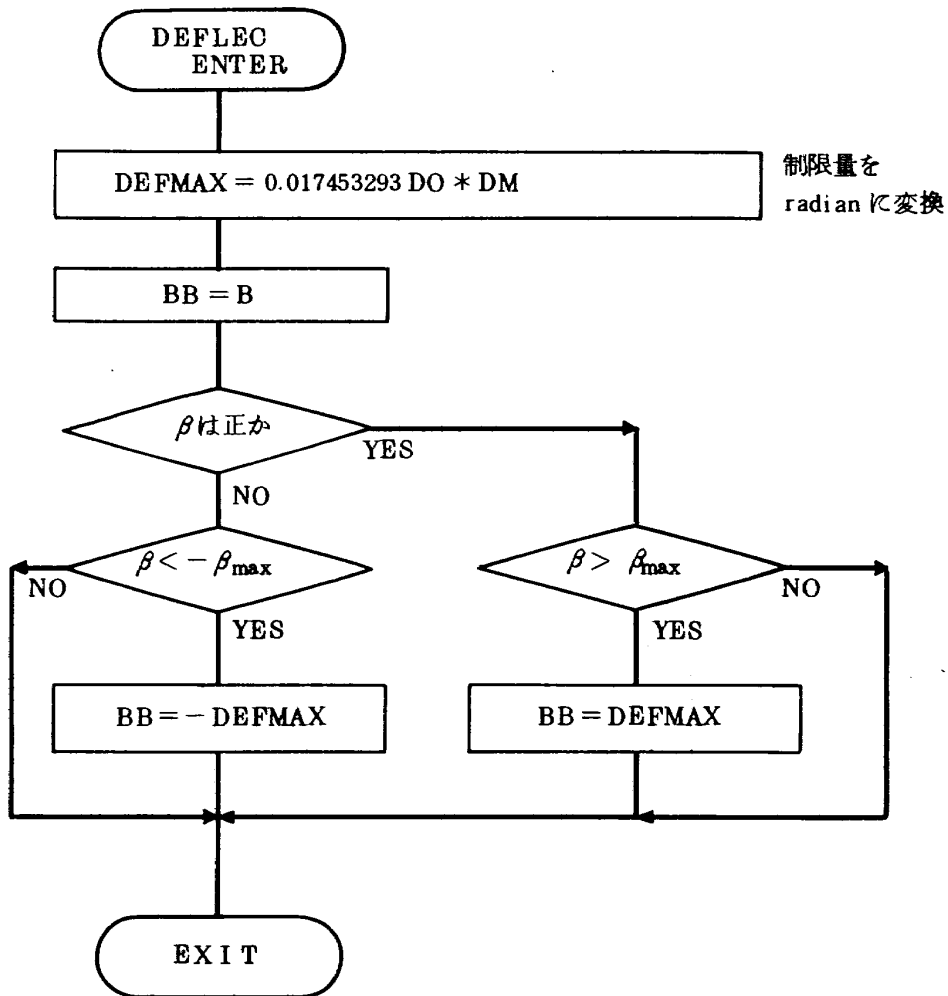 DEFLEC
ENTER
DEFMAX = 0.017453293 DO * DM
制限量を
radian に変換
BB = B
βは正か
YES
NO
β < - βmax
NO
YES
β > βmax
NO
YES
BB = - DEFMAX
BB = DEFMAX
EXIT